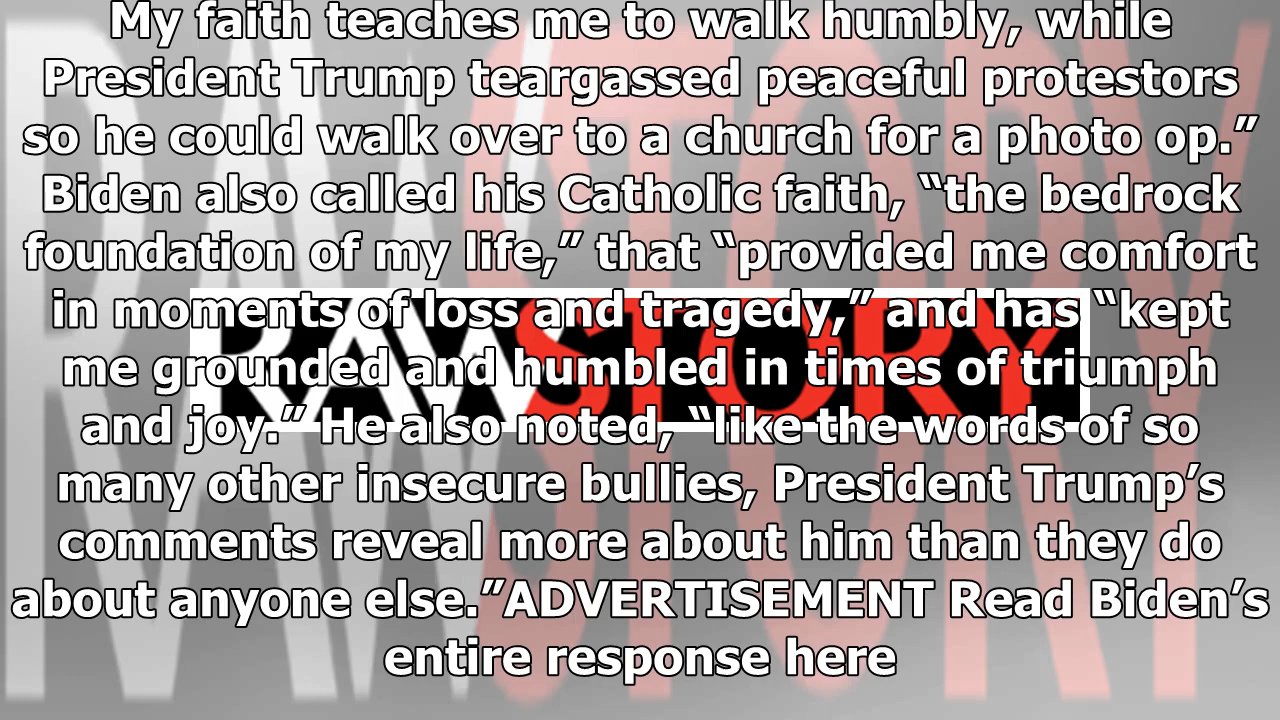 My faith teaches me to walk humbly, while
President Trump teargassed peaceful protestors
so he could walk over to a church for a photo op.”
Biden also called his Catholic faith, “the bedrock
foundation of my life,” that “provided me comfort
in moments of loss and tragedy,” and has “kept
me grounded and humbled in times of triumph
and joy.” He also noted, “like the words of so
many other insecure bullies, President Trump’s
comments reveal more about him than they do
about anyone else.”ADVERTISEMENT Read Biden’s
entire response here
RAW STORY